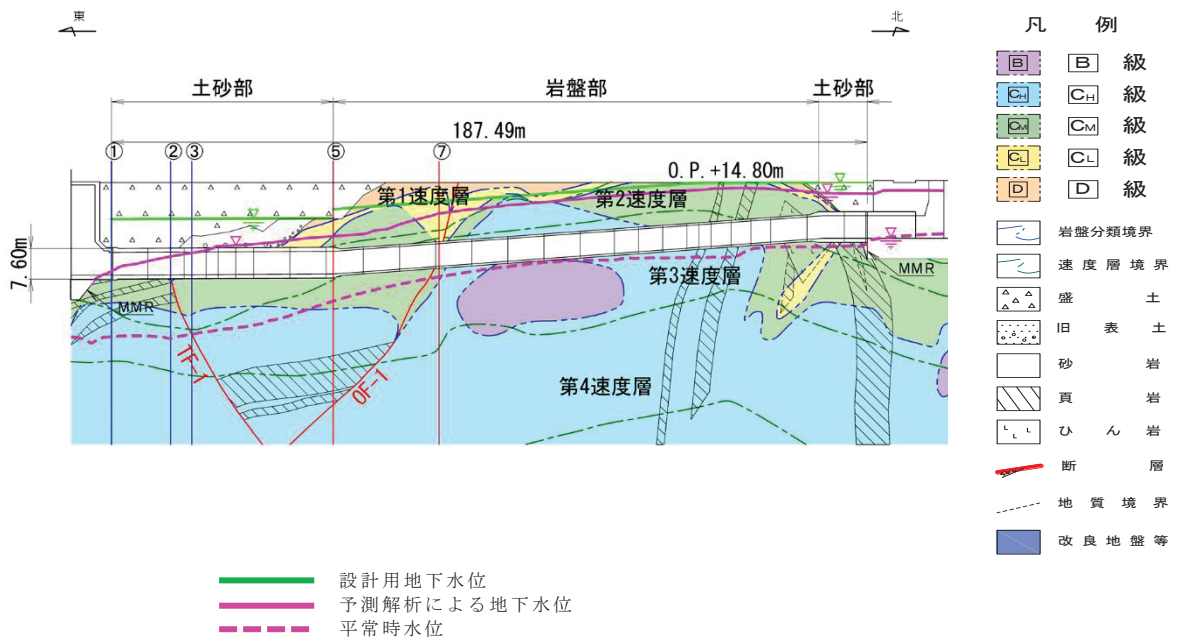 東
北
土砂部
岩盤部
土砂部
187.49m
① ② ③ ⑤ ⑦
O.P.+14.80m
第1速度層
第2速度層
7.60m
第3速度層
MMR
MMR
TF-1
OF-1
第4速度層
凡 例
B B 級
CH CH 級
CM CM 級
CL CL 級
D D 級
岩盤分類境界
速度層境界
盛土
旧表土
砂岩
頁岩
ひん岩
断層
地質境界
改良地盤等
設計用地下水位
予測解析による地下水位
平常時水位